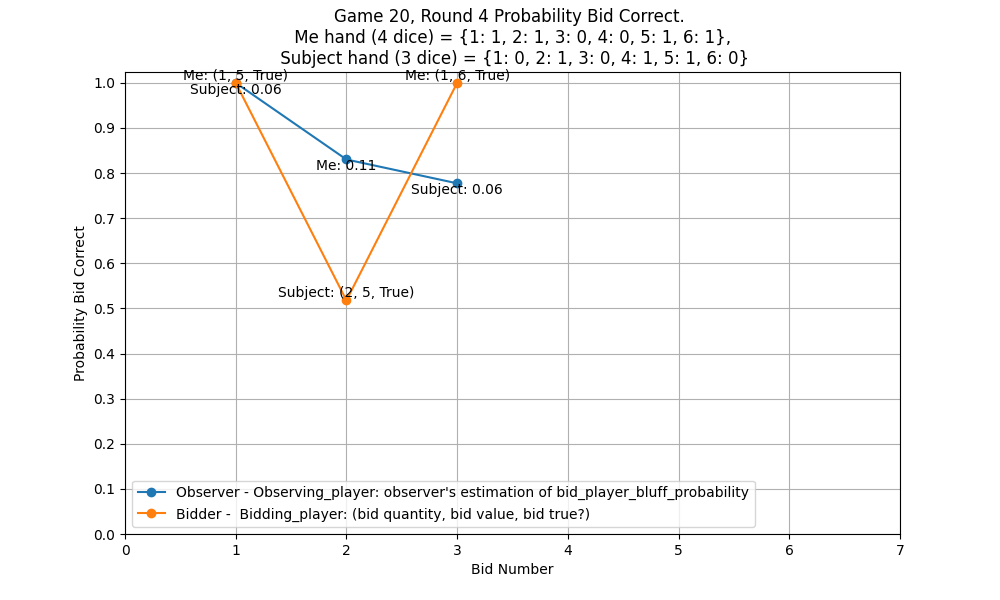 Game 20, Round 4 Probability Bid Correct.
Me hand (4 dice) = {1: 1, 2: 1, 3: 0, 4: 0, 5: 1, 6: 1},
Subject hand (3 dice) = {1: 0, 2: 1, 3: 0, 4: 1, 5: 1, 6: 0}
Me: (1, 5, True)
Me: (1, 6, True)
Subject: 0.06
Me: 0.11
Subject: 0.06
Subject: (2, 5, True)
1.0
0.9
0.8
0.7
0.6
0.5
0.4
0.3
0.2
0.1
0.0
Probability Bid Correct
Observer - Observing_player: observer's estimation of bid_player_bluff_probability
Bidder -  Bidding_player: (bid quantity, bid value, bid true?)
0 1 2 3 4 5 6 7
Bid Number